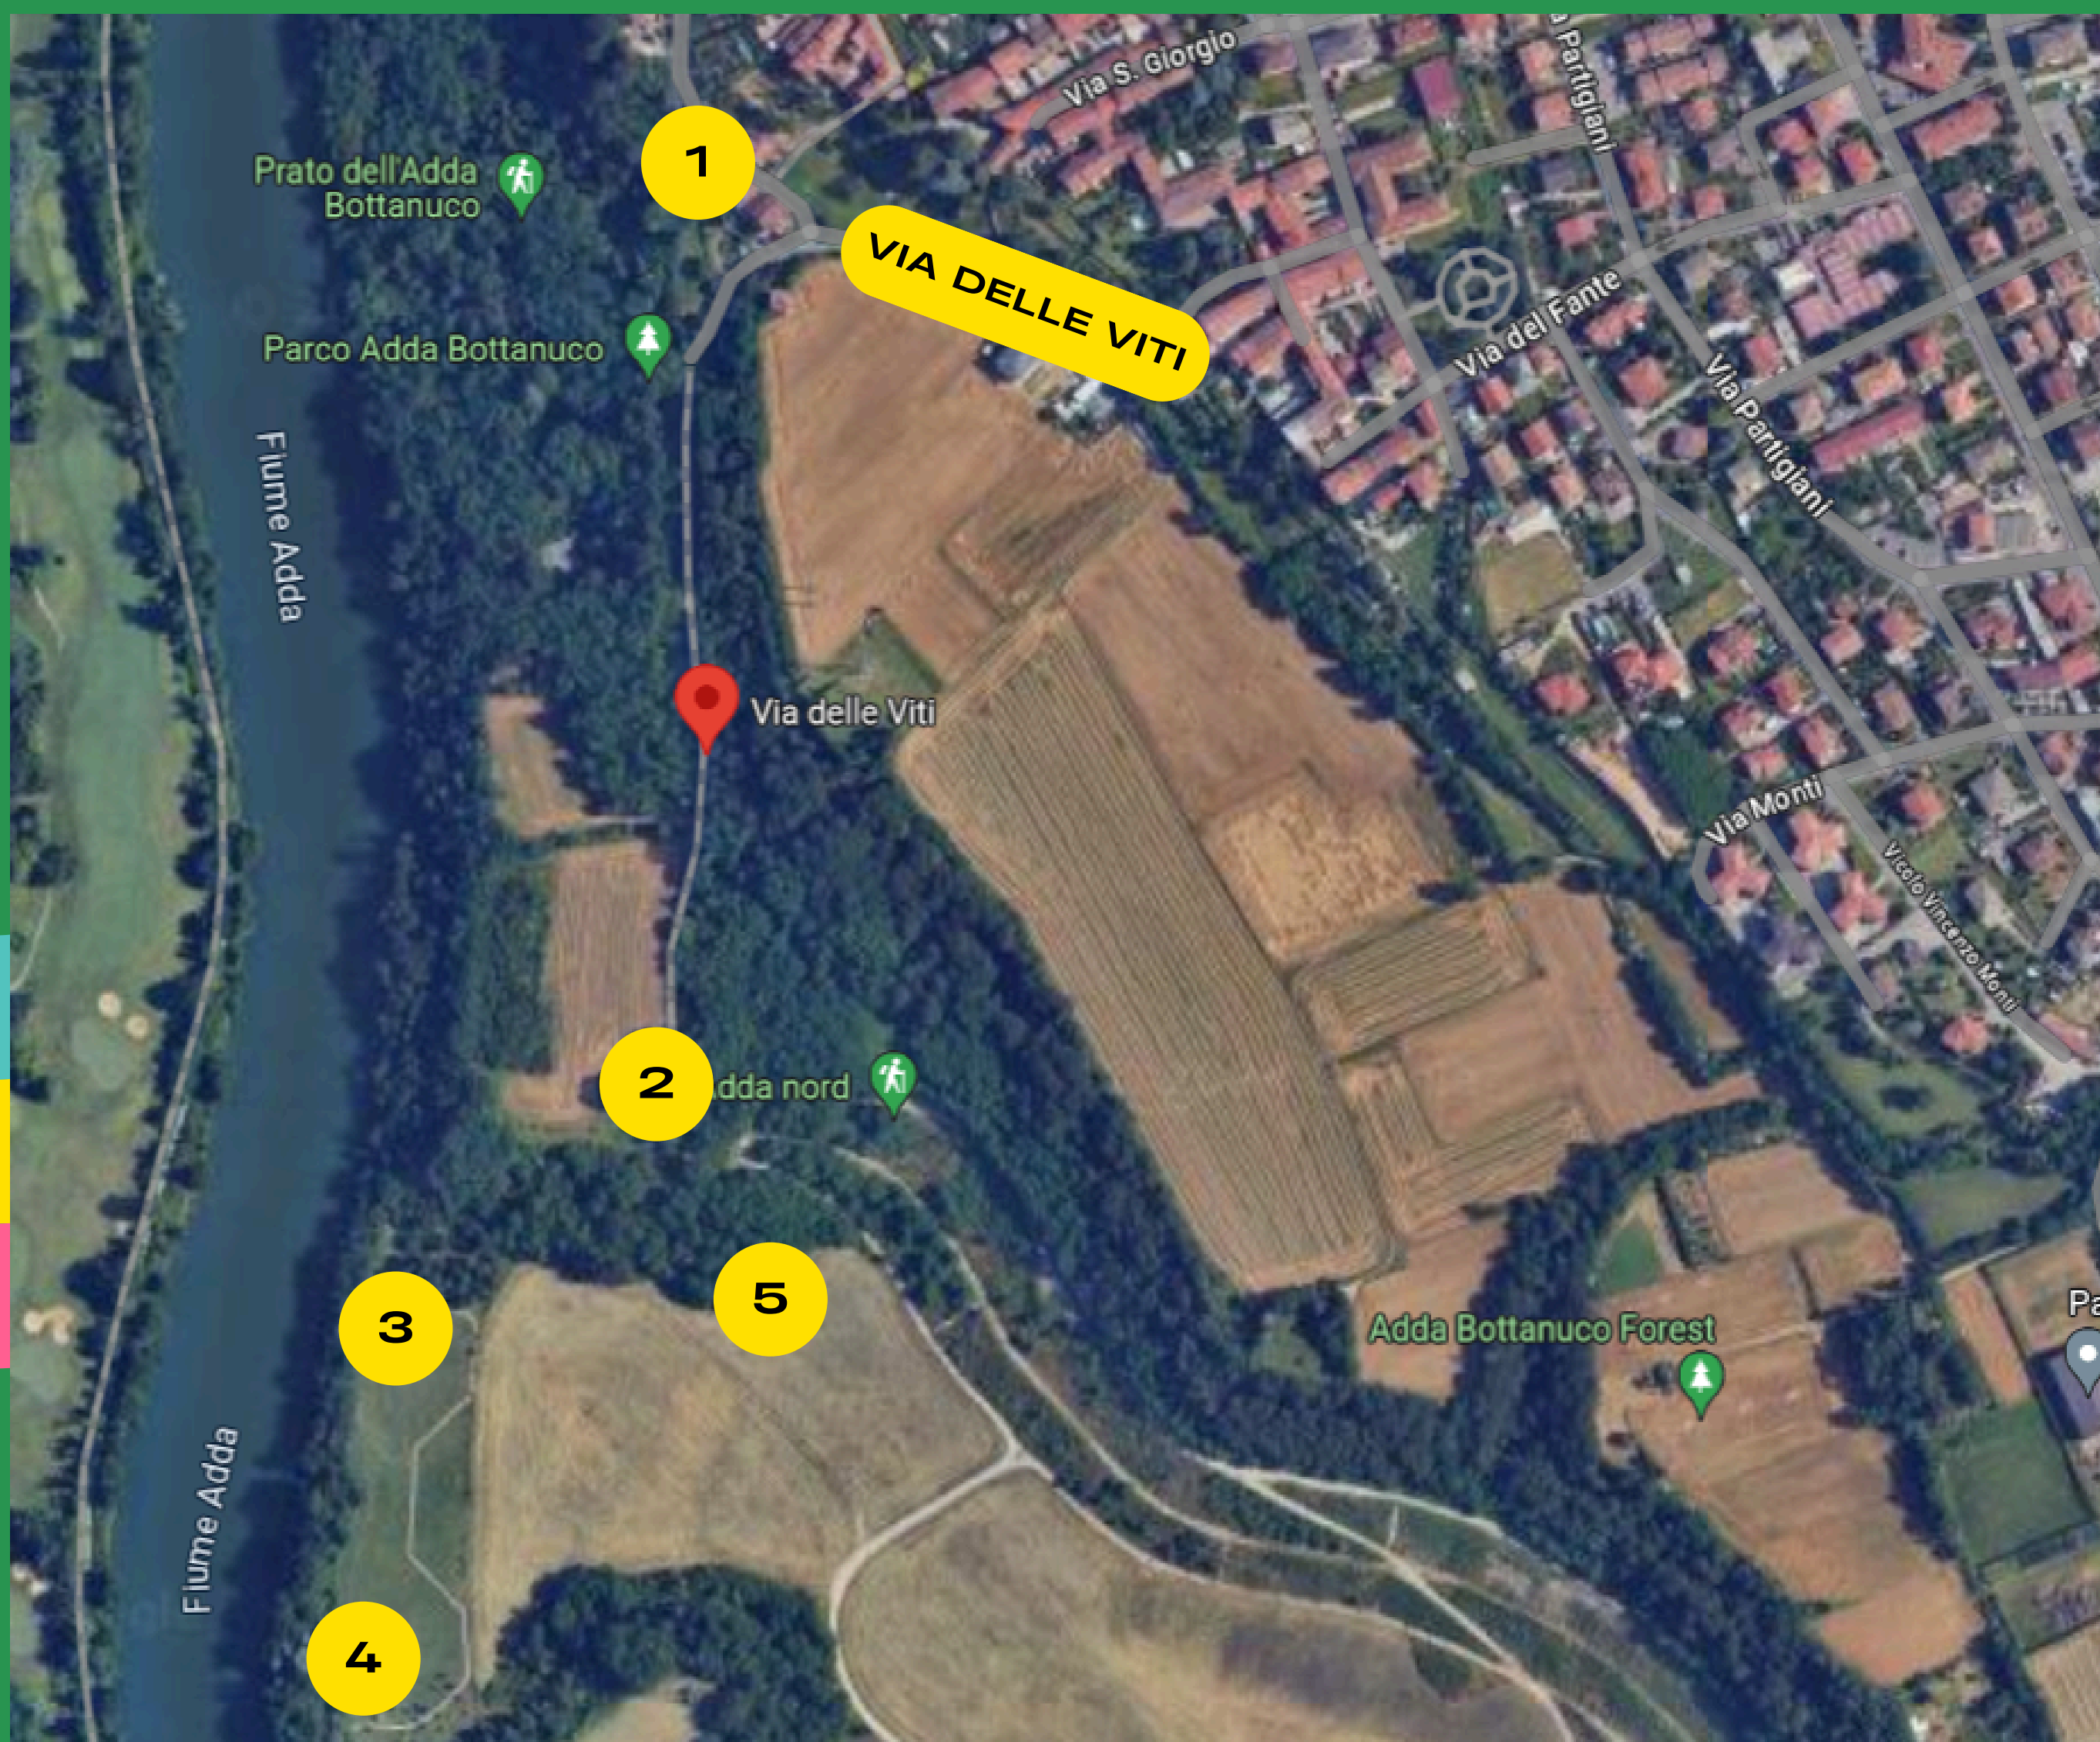 Via S. Giorgio
Partigiani
1
Prato dell'Adda
Bottanuco
VIA DELLE VITI
Via del Fante
Parco Adda Bottanuco
Via Partigiani
Fiume Adda
Via delle Viti
Via Monti
Vicolo Vincenzo Monti
2
dda nord
5
3
Adda Bottanuco Forest
Pa
Fiume Adda
4